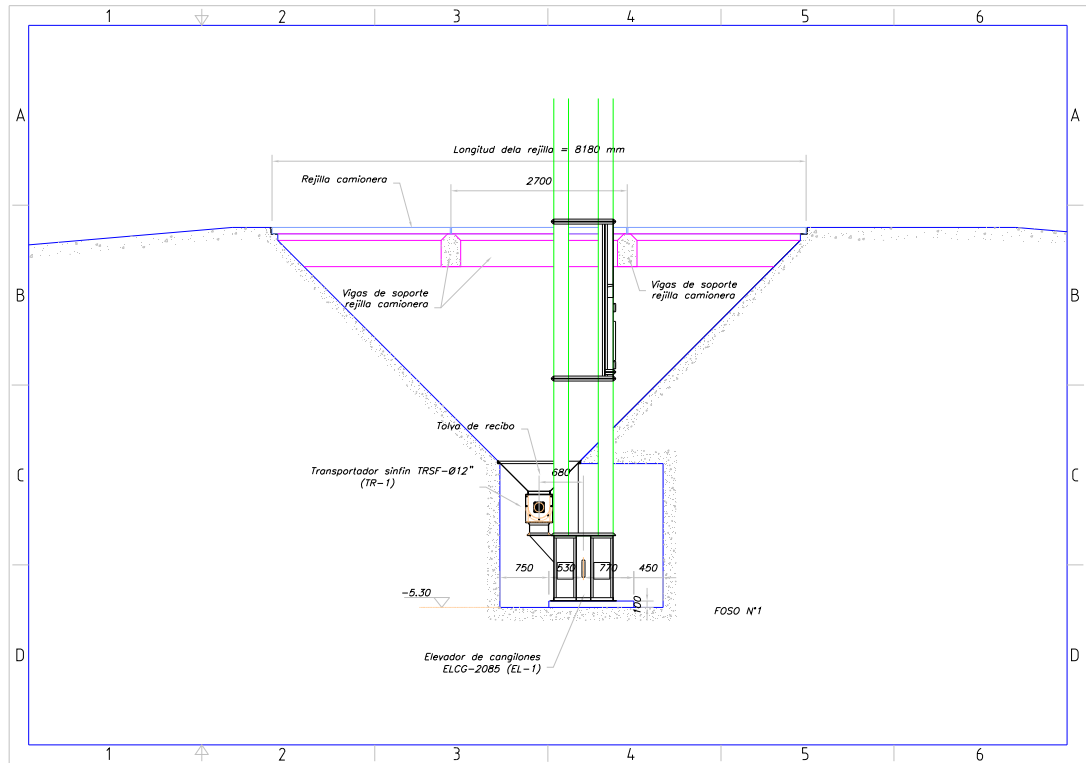 1 2 3 4 5 6
A A
Longitud dela rejilla = 8180 mm
Rejilla camionera
2700
Vigas de soporte
rejilla camionera
Vigas de soporte
rejilla camionera
B B
Tolva de recibo
Transportador sinfin TRSF-Ø12"
(TR-1)
680
C C
750 530 770 450
-5.30
100
FOSO N°1
Elevador de cangilones
ELCG-2085 (EL-1)
D D
1 2 3 4 5 6